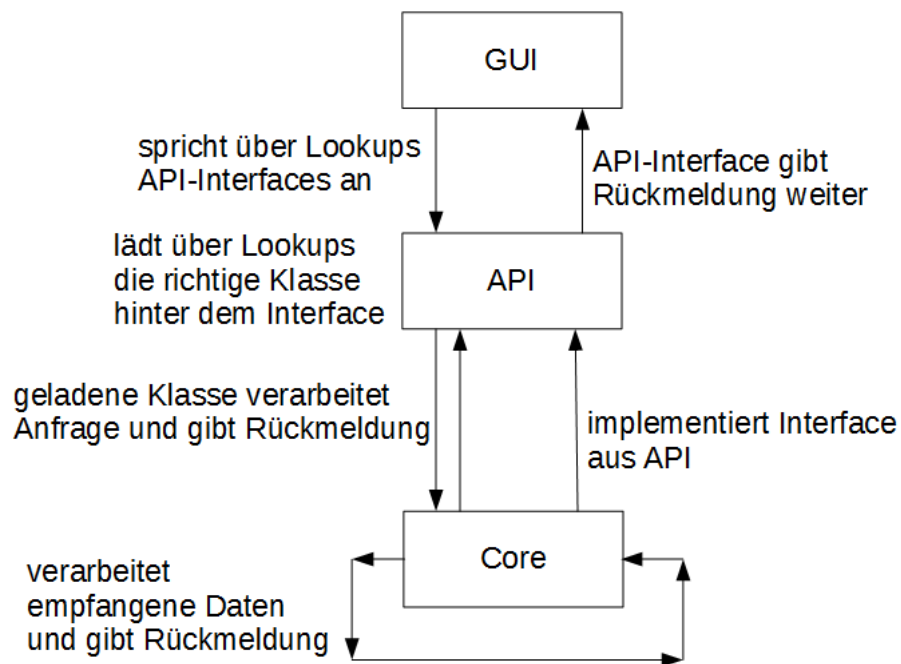 GUI
spricht über Lookups
API-Interfaces an
API-Interface gibt
Rückmeldung weiter
lädt über Lookups
die richtige Klasse
hinter dem Interface
API
geladene Klasse verarbeitet
Anfrage und gibt Rückmeldung
implementiert Interface
aus API
Core
verarbeitet
empfangene Daten
und gibt Rückmeldung